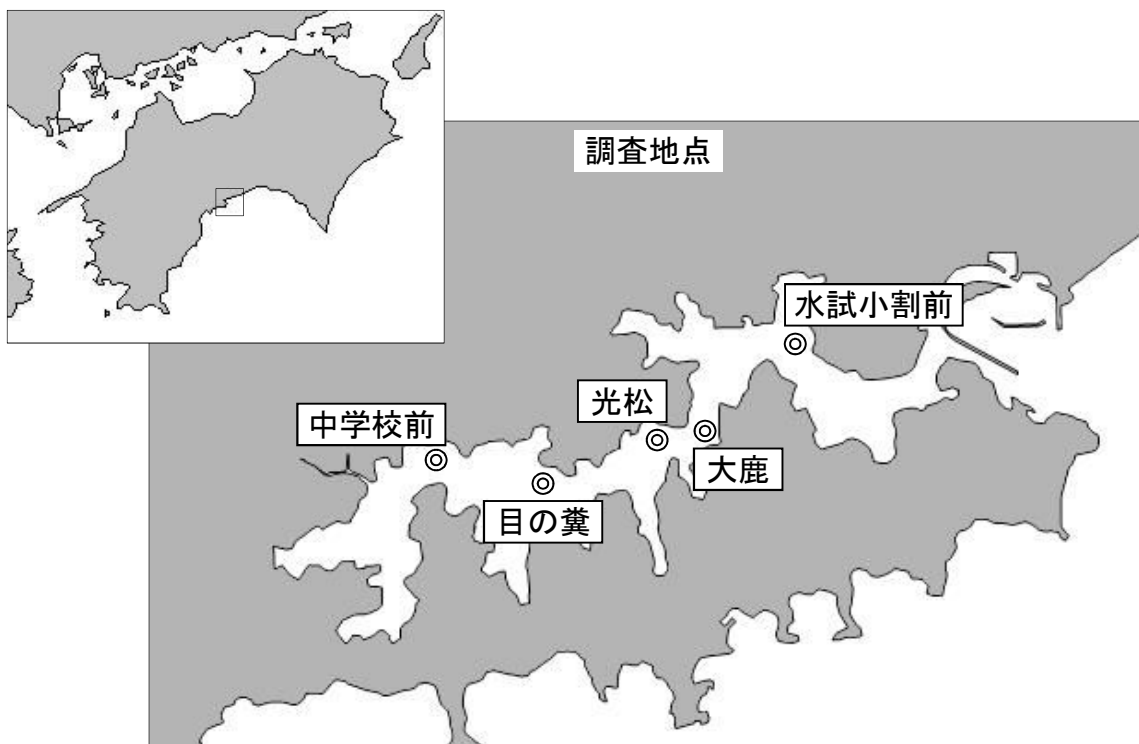 調査地点
水試小割前
光松
中学校前
大鹿
目の糞